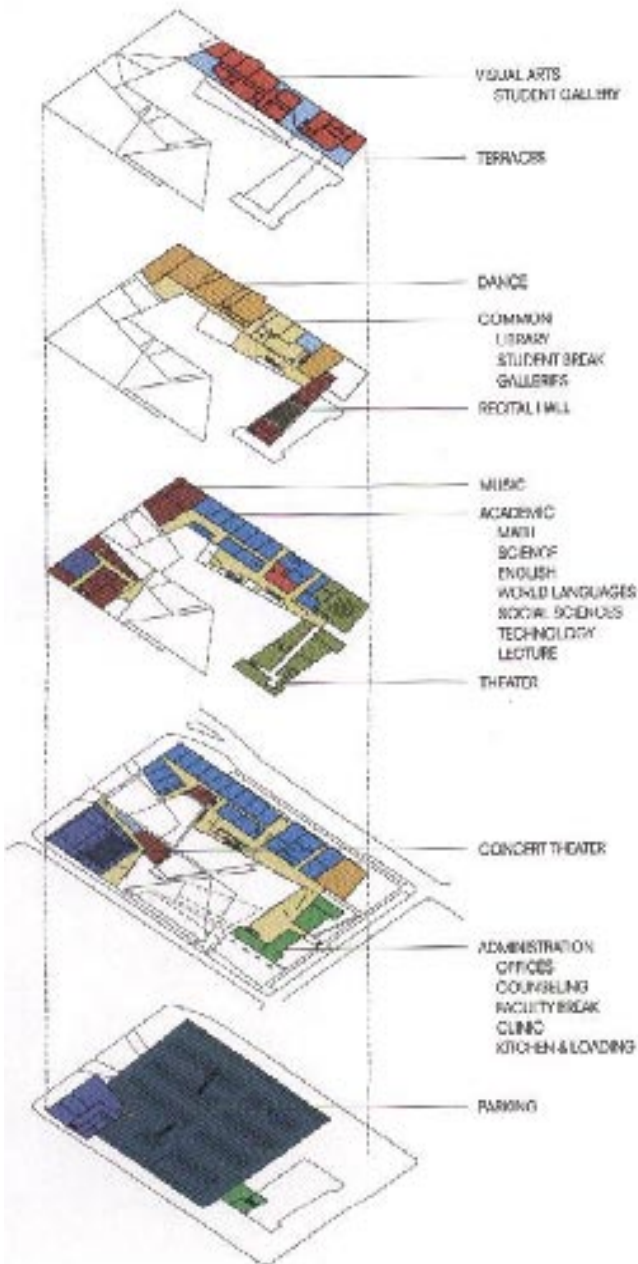 VISUAL ARTS
STUDENT GALLERY
TERRACES
DANCE
COMMON
LIBRARY
STUDENT BREAK
GALLERIES
RECITAL HALL
MUSIC
ACADEMIC
MATH
SCIENCE
ENGLISH
WORLD LANGUAGES
SOCIAL SCIENCES
TECHNOLOGY
LECTURE
THEATER
CONCERT THEATER
ADMINISTRATION
OFFICES
COUNSELING
FACULTY BREAK
CLINIC
KITCHEN & LOADING
PARKING